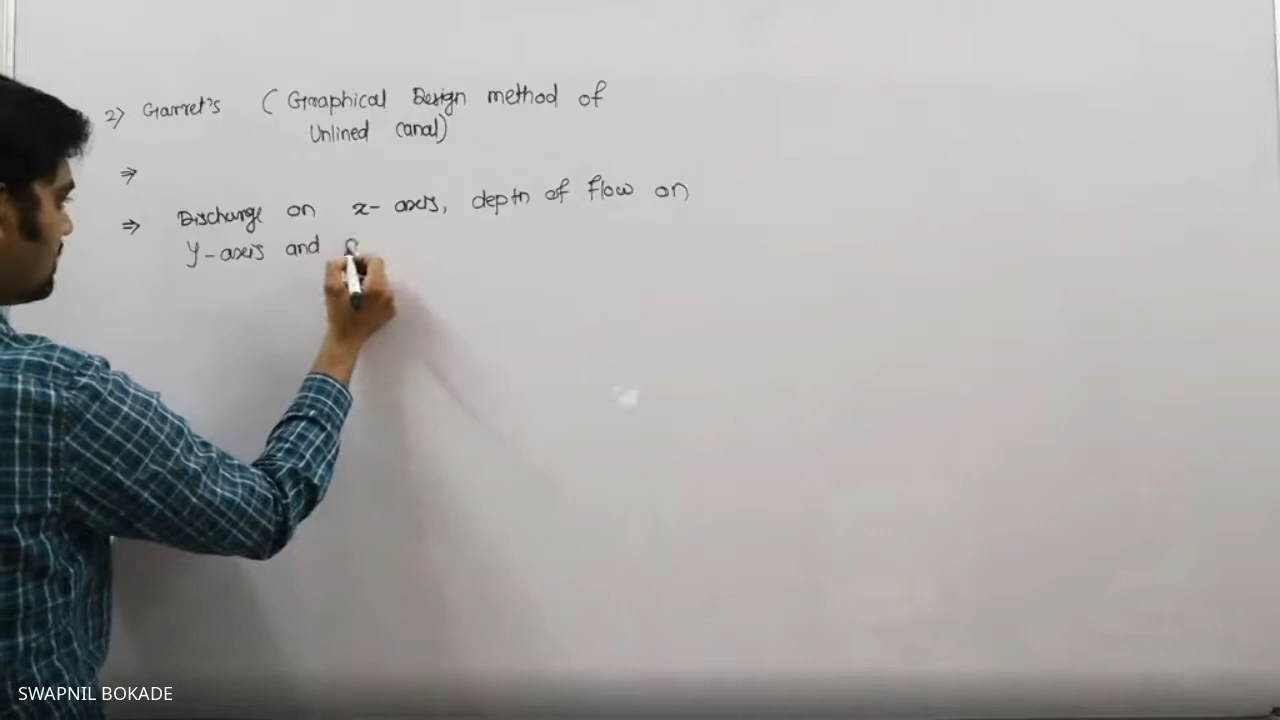 2) Garret's ( Graphical Design method of
Unlined Canal)
⇒
⇒ Discharge on x-axis, depth of flow on
y-axis and
SWAPNIL BOKADE